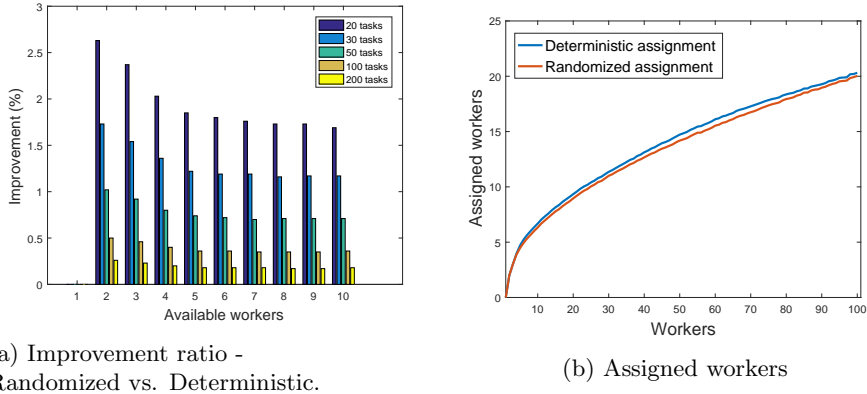 3
2.5
2
1.5
1
0.5
0
Improvement (%)
20 tasks
30 tasks
50 tasks
100 tasks
200 tasks
1 2 3 4 5 6 7 8 9 10
Available workers
a) Improvement ratio -
Randomized vs. Deterministic.
25
20
15
10
5
0
Assigned workers
Deterministic assignment
Randomized assignment
10 20 30 40 50 60 70 80 90 100
Workers
(b) Assigned workers